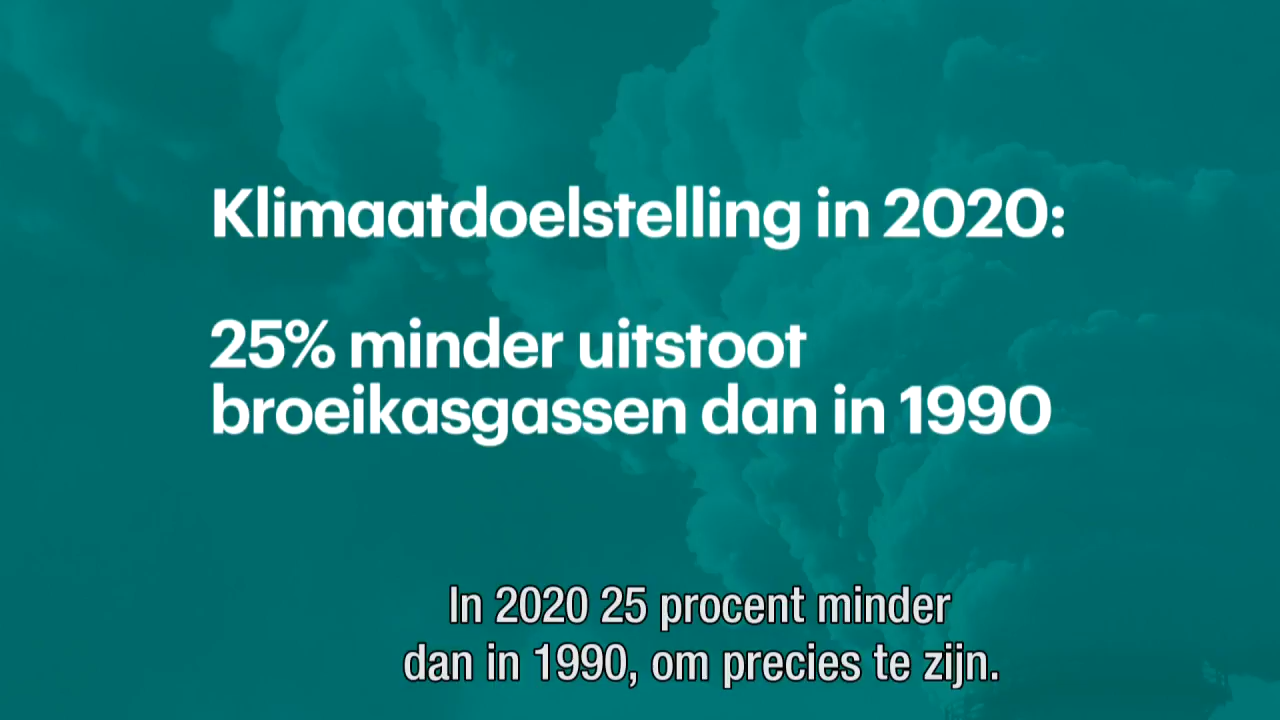 Klimaatdoelstelling in 2020:
25% minder uitstoot
broeikasgassen dan in 1990
In 2020 25 procent minder
dan in 1990, om precies te zijn.